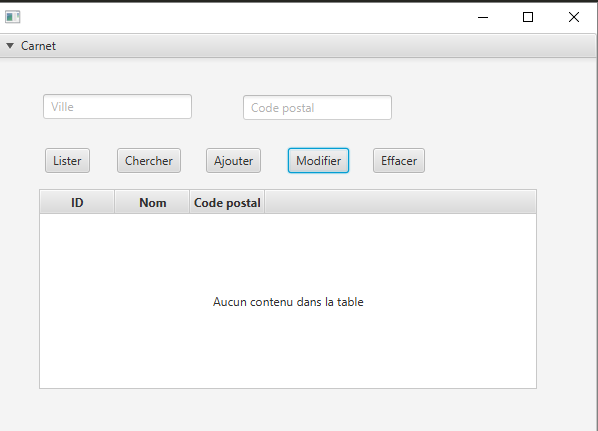 Carnet
Ville Code postal
Lister Chercher Ajouter Modifier Effacer
ID Nom Code postal
Aucun contenu dans la table